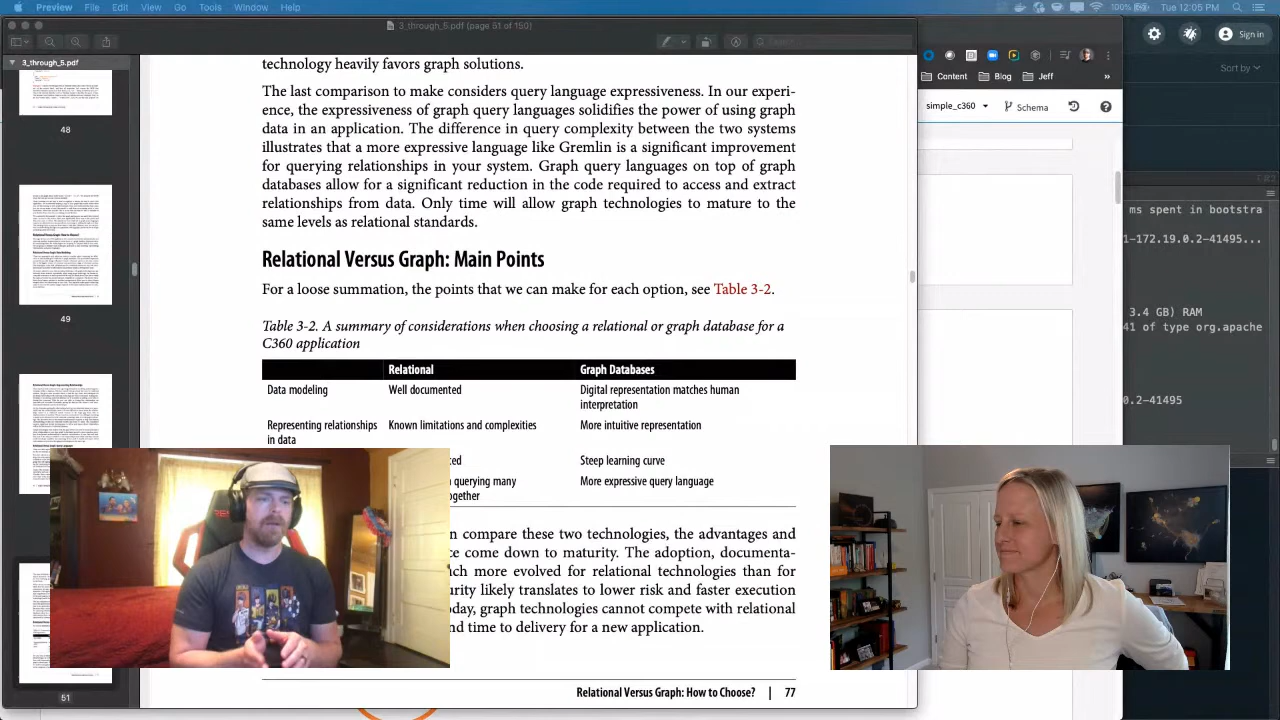 Preview File Edit View Go Tools Window Help
Tue 12:05 PM
3_through_5.pdf (page 51 of 150)
Search
Sign in
3_through_5.pdf
Sort by
Content Blog Jeff
simple_c360
Schema
48
49
51
technology heavily favors graph solutions.
The last comparison to make considers query language expressiveness. In our experi-
ence, the expressiveness of graph query languages solidifies the power of using graph
data in an application. The difference in query complexity between the two systems
illustrates that a more expressive language like Gremlin is a significant improvement
for querying relationships in your system. Graph query languages on top of graph
databases allow for a significant reduction in the code required to access and extract
relationships from data. Only time will allow graph technologies to mature to the
same levels as relational standards.
Relational Versus Graph: Main Points
For a loose summation, the points that we can make for each option, see Table 3-2.
Table 3-2. A summary of considerations when choosing a relational or graph database for a
C360 application
Relational Graph Databases
Data modeling Well documented Digital representation matches human
interpretation
Representing relationships Known limitations and complexities More intuitive representation
in data
ced Steep learning curve
querying many More expressive query language
ogether
n compare these two technologies, the advantages and
come down to maturity. The adoption, documenta-
more evolved for relational technologies than for
urity likely translates to lower risk and faster execution
oday, graph technologies cannot compete with relational
nd time to delivery for a new application.
Relational Versus Graph: How to Choose? | 77
ms spent in bootstra
1-172.19.0.2-41495...
3.4 GB) RAM
41 of type org.apache
.0.2-41495